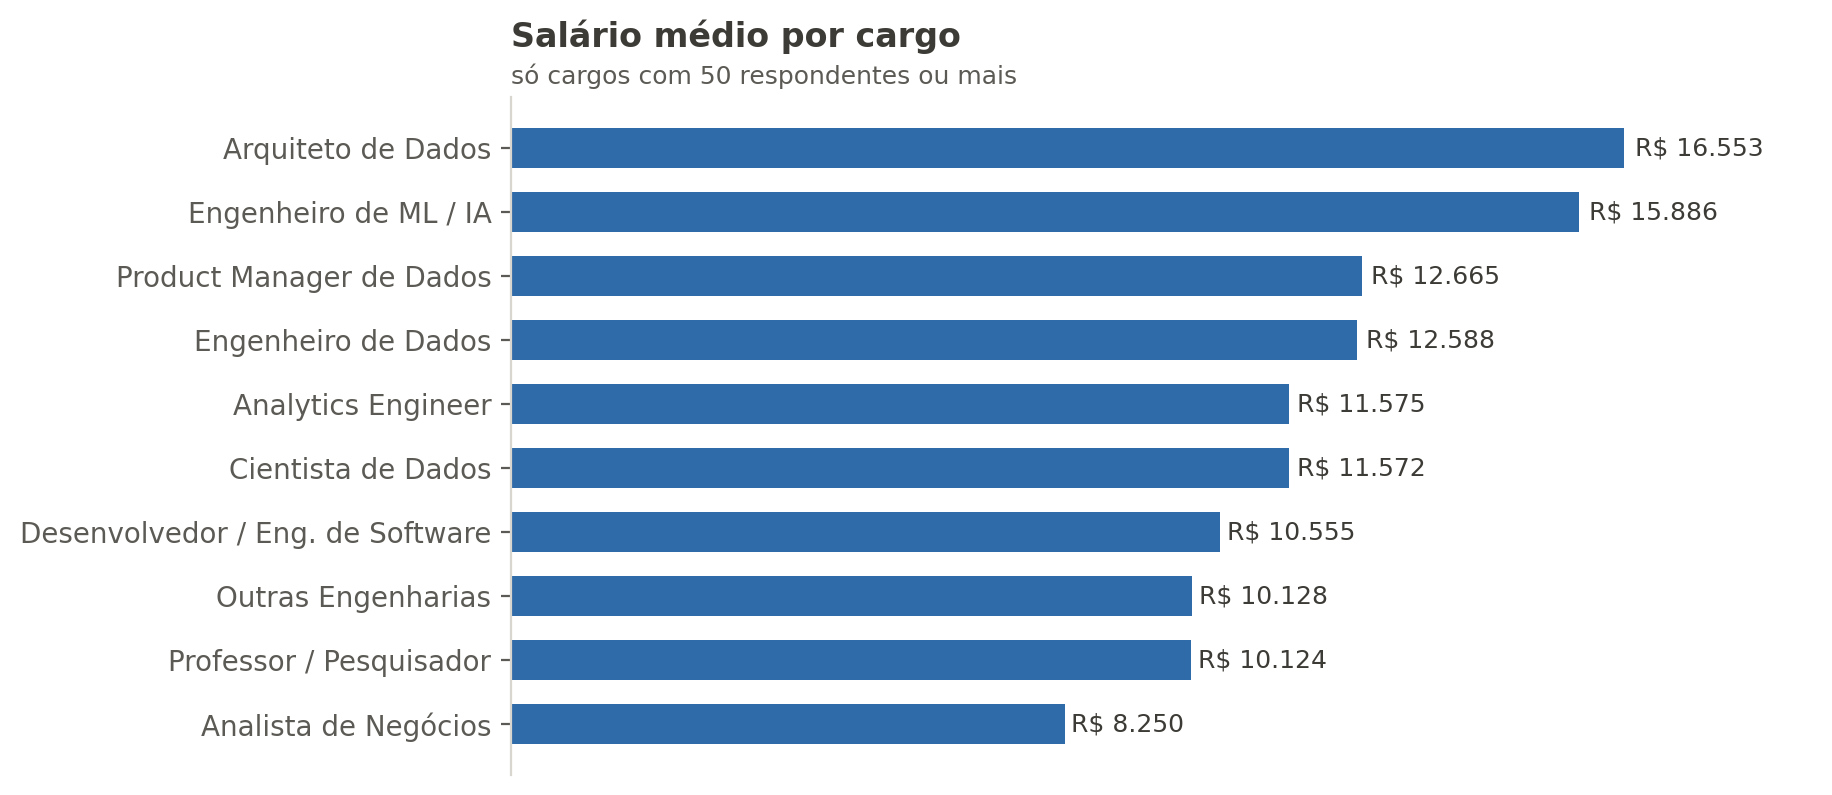 Salário médio por cargo
só cargos com 50 respondentes ou mais
Arquiteto de Dados R$ 16.553
Engenheiro de ML / IA R$ 15.886
Product Manager de Dados R$ 12.665
Engenheiro de Dados R$ 12.588
Analytics Engineer R$ 11.575
Cientista de Dados R$ 11.572
Desenvolvedor / Eng. de Software R$ 10.555
Outras Engenharias R$ 10.128
Professor / Pesquisador R$ 10.124
Analista de Negócios R$ 8.250